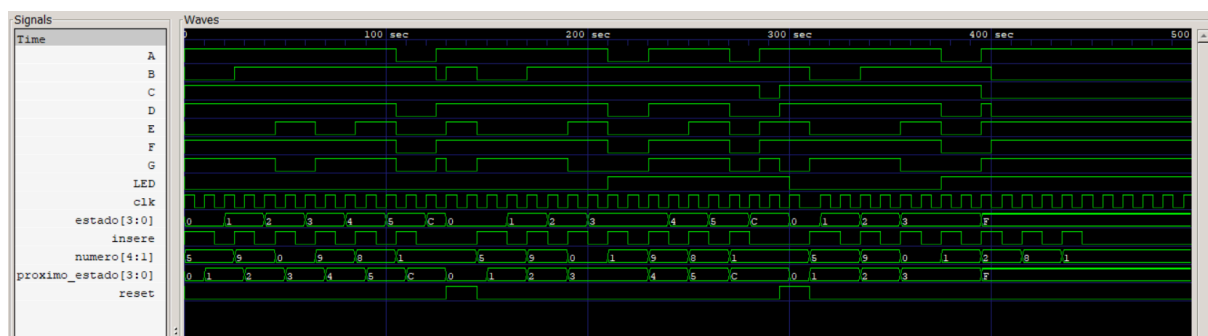 Signals Waves
Time 100 sec 200 sec 300 sec 400 sec 500
A
B
C
D
E
F
G
LED
clk
estado[3:0] 0 1 2 3 4 5 C 0 1 2 3 4 5 C 0 1 2 3 F
insere
numero[4:1] 5 9 0 9 8 1 5 9 0 1 9 8 1 5 9 0 1 2 8 1
proximo_estado[3:0] 0 1 2 3 4 5 C 0 1 2 3 4 5 C 0 1 2 3 F
reset